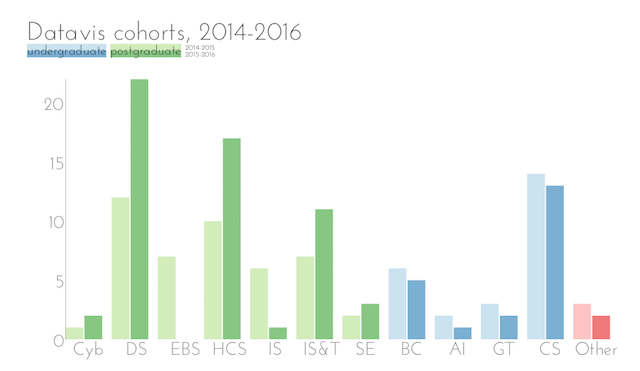 Datavis cohorts, 2014-2016
undergraduate postgraduate 2014-2015
2015-2016
20
15
10
5
0
Cyb DS EBS HCS IS IS&T SE BC AI GT CS Other